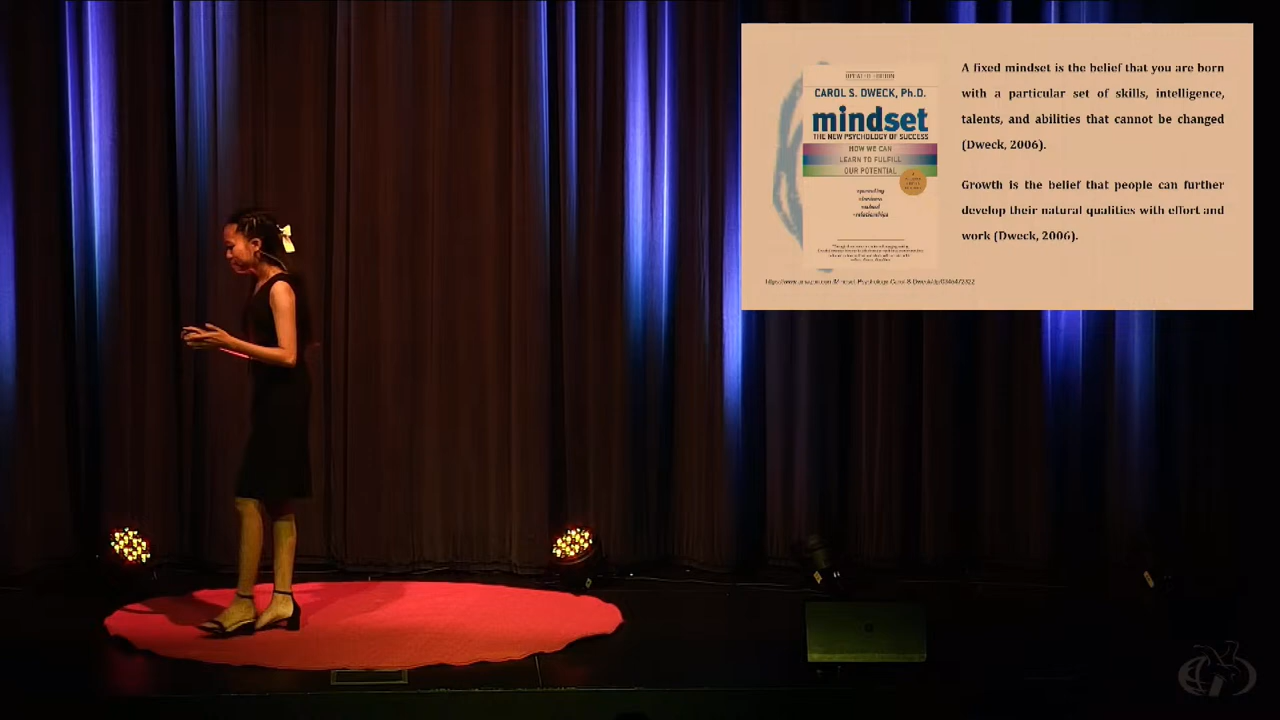 UPDATED EDITION
CAROL S. DWECK, Ph.D.
mindset
THE NEW PSYCHOLOGY OF SUCCESS
HOW WE CAN
LEARN TO FULFILL
OUR POTENTIAL
*parenting
*business
*school
*relationships
A fixed mindset is the belief that you are born
with a particular set of skills, intelligence,
talents, and abilities that cannot be changed
(Dweck, 2006).
Growth is the belief that people can further
develop their natural qualities with effort and
work (Dweck, 2006).